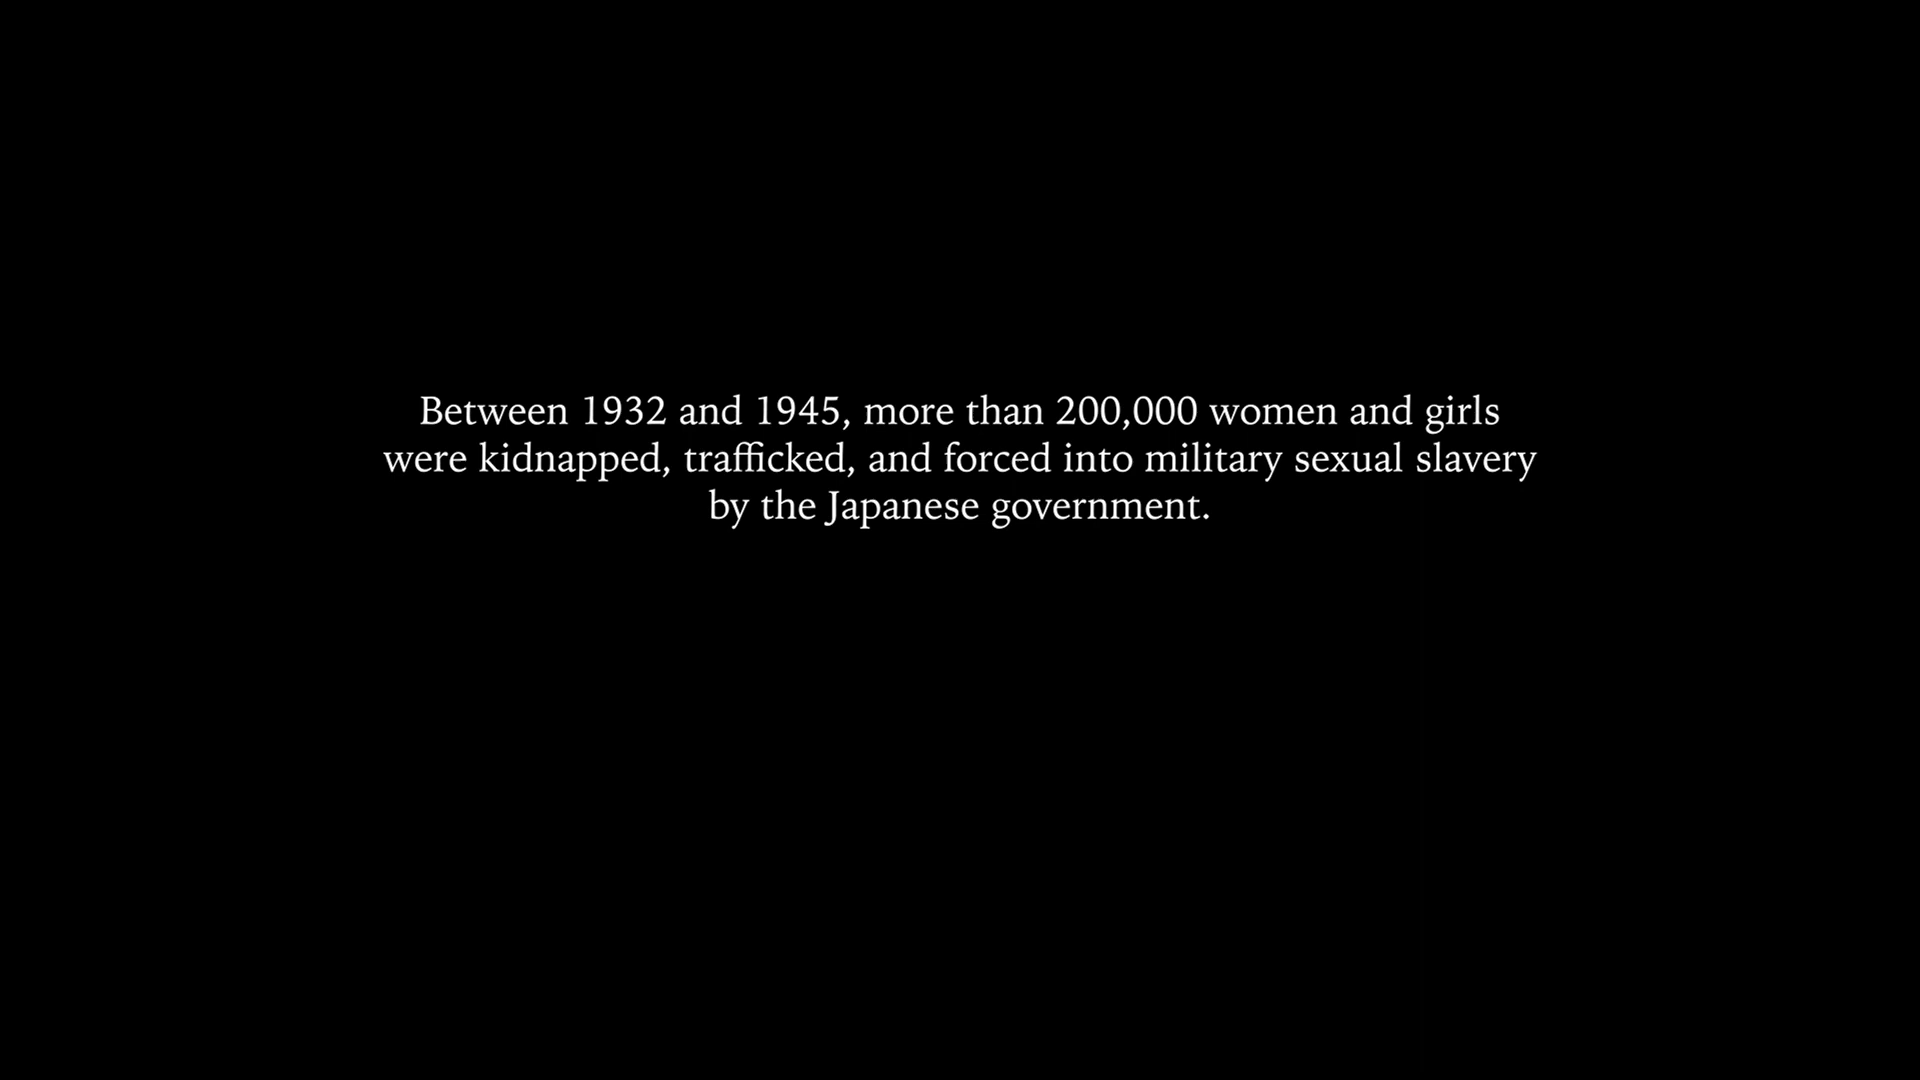 Between 1932 and 1945, more than 200,000 women and girls
were kidnapped, trafficked, and forced into military sexual slavery
by the Japanese government.